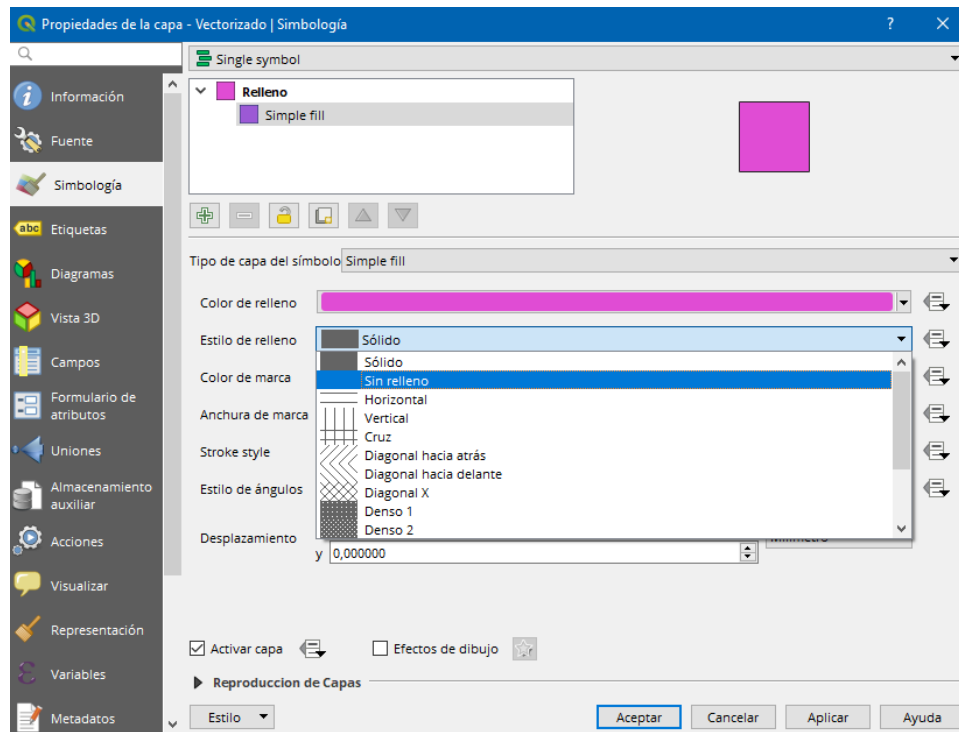 Propiedades de la capa - Vectorizado | Simbología
?
Single symbol
Información
Fuente
Simbología
abc Etiquetas
Diagramas
Vista 3D
Campos
Formulario de
atributos
Uniones
Almacenamiento
auxiliar
Acciones
Visualizar
Representación
Variables
Metadatos
Relleno
Simple fill
Tipo de capa del símbolo Simple fill
Color de relleno
Estilo de relleno Sólido
Color de marca
Anchura de marca
Stroke style
Estilo de ángulos
Desplazamiento
Sólido
Sin relleno
Horizontal
Vertical
Cruz
Diagonal hacia atrás
Diagonal hacia delante
Diagonal X
Denso 1
Denso 2
y 0,000000
Activar capa
Efectos de dibujo
Reproduccion de Capas
Estilo
Aceptar
Cancelar
Aplicar
Ayuda